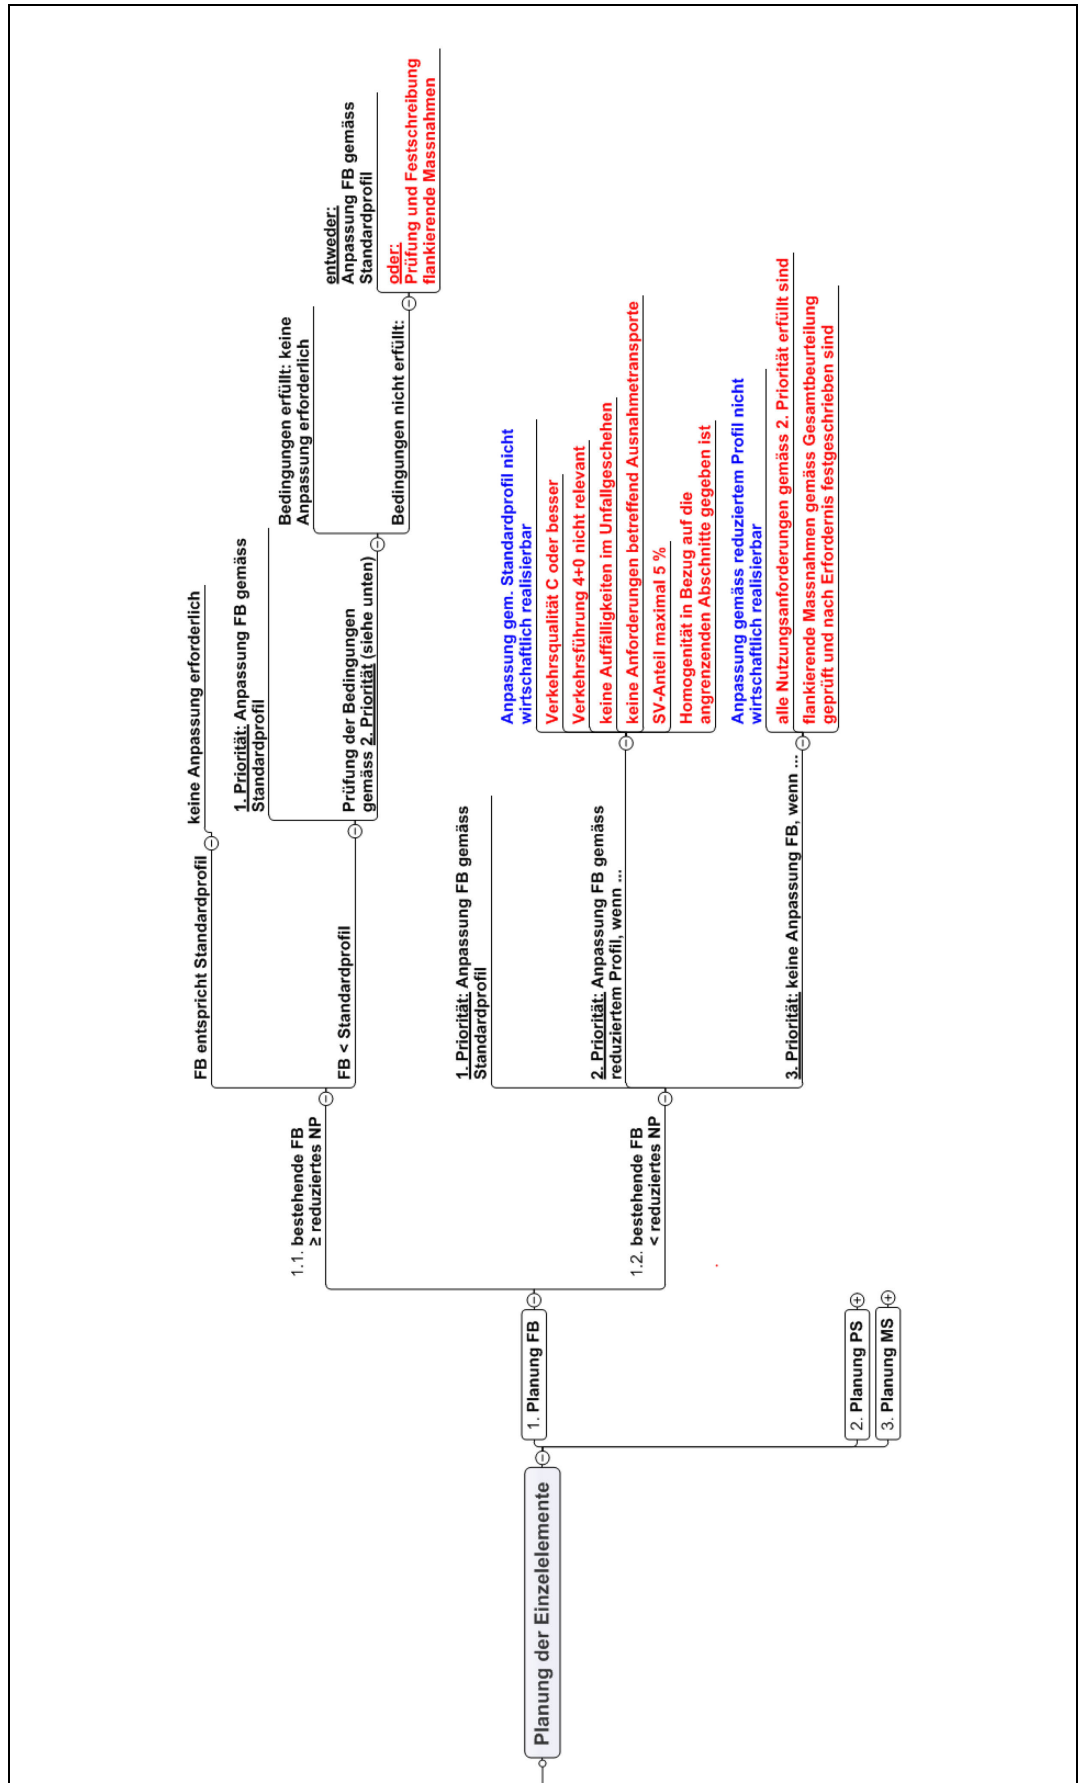 Planung der Einzelelemente
1. Planung FB
1.1. bestehende FB
≥ reduziertes NP
FB entspricht Standardprofil
keine Anpassung erforderlich
FB < Standardprofil
1. Priorität: Anpassung FB gemäss
Standardprofil
Prüfung der Bedingungen
gemäss 2. Priorität (siehe unten)
Bedingungen erfüllt: keine
Anpassung erforderlich
Bedingungen nicht erfüllt:
entweder:
Anpassung FB gemäss
Standardprofil
oder:
Prüfung und Festschreibung
flankierende Massnahmen
1.2. bestehende FB
< reduziertes NP
1. Priorität: Anpassung FB gemäss
Standardprofil
2. Priorität: Anpassung FB gemäss
reduziertem Profil, wenn ...
Anpassung gem. Standardprofil nicht
wirtschaftlich realisierbar
Verkehrsqualität C oder besser
Verkehrsführung 4+0 nicht relevant
keine Auffälligkeiten im Unfallgeschehen
keine Anforderungen betreffend Ausnahmetransporte
SV-Anteil maximal 5 %
Homogenität in Bezug auf die
angrenzenden Abschnitte gegeben ist
3. Priorität: keine Anpassung FB, wenn ...
Anpassung gemäss reduziertem Profil nicht
wirtschaftlich realisierbar
alle Nutzungsanforderungen gemäss 2. Priorität erfüllt sind
flankierende Massnahmen gemäss Gesamtbeurteilung
geprüft und nach Erfordernis festgeschrieben sind
2. Planung PS
3. Planung MS